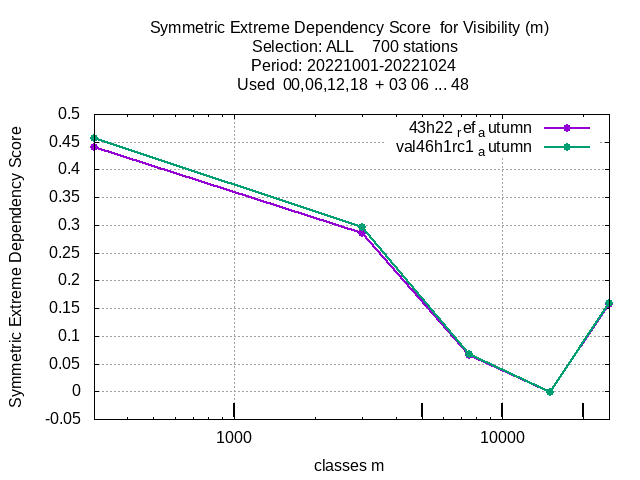 Symmetric Extreme Dependency Score for Visibility (m)
Selection: ALL 700 stations
Period: 20221001-20221024
Used 00,06,12,18 + 03 06 ... 48
43h22 ref autumn
val46h1rc1 autumn
Symmetric Extreme Dependency Score
0.5
0.45
0.4
0.35
0.3
0.25
0.2
0.15
0.1
0.05
0
-0.05
1000 10000
classes m